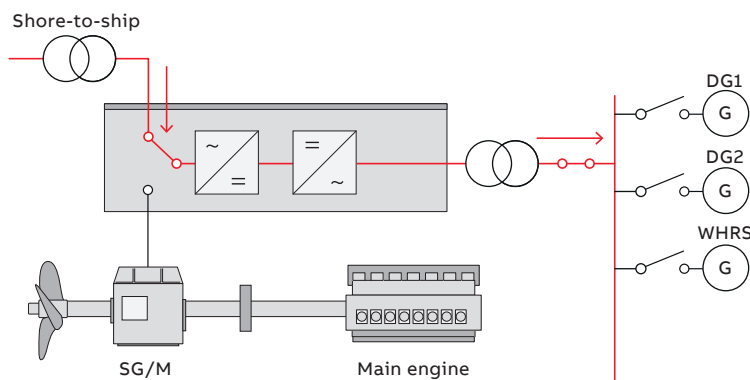 Shore-to-ship
DG1
G
DG2
G
WHRS
G
~
=
=
~
SG/M
Main engine